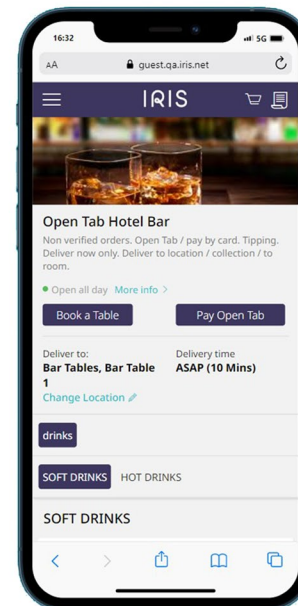 16:32
5G
AA
guest.qa.iris.net
IRIS
Open Tab Hotel Bar
Non verified orders. Open Tab / pay by card. Tipping.
Deliver now only. Deliver to location / collection / to
room.
Open all day More info >
Book a Table
Pay Open Tab
Deliver to:
Bar Tables, Bar Table
1
Change Location
Delivery time
ASAP (10 Mins)
drinks
SOFT DRINKS HOT DRINKS
SOFT DRINKS